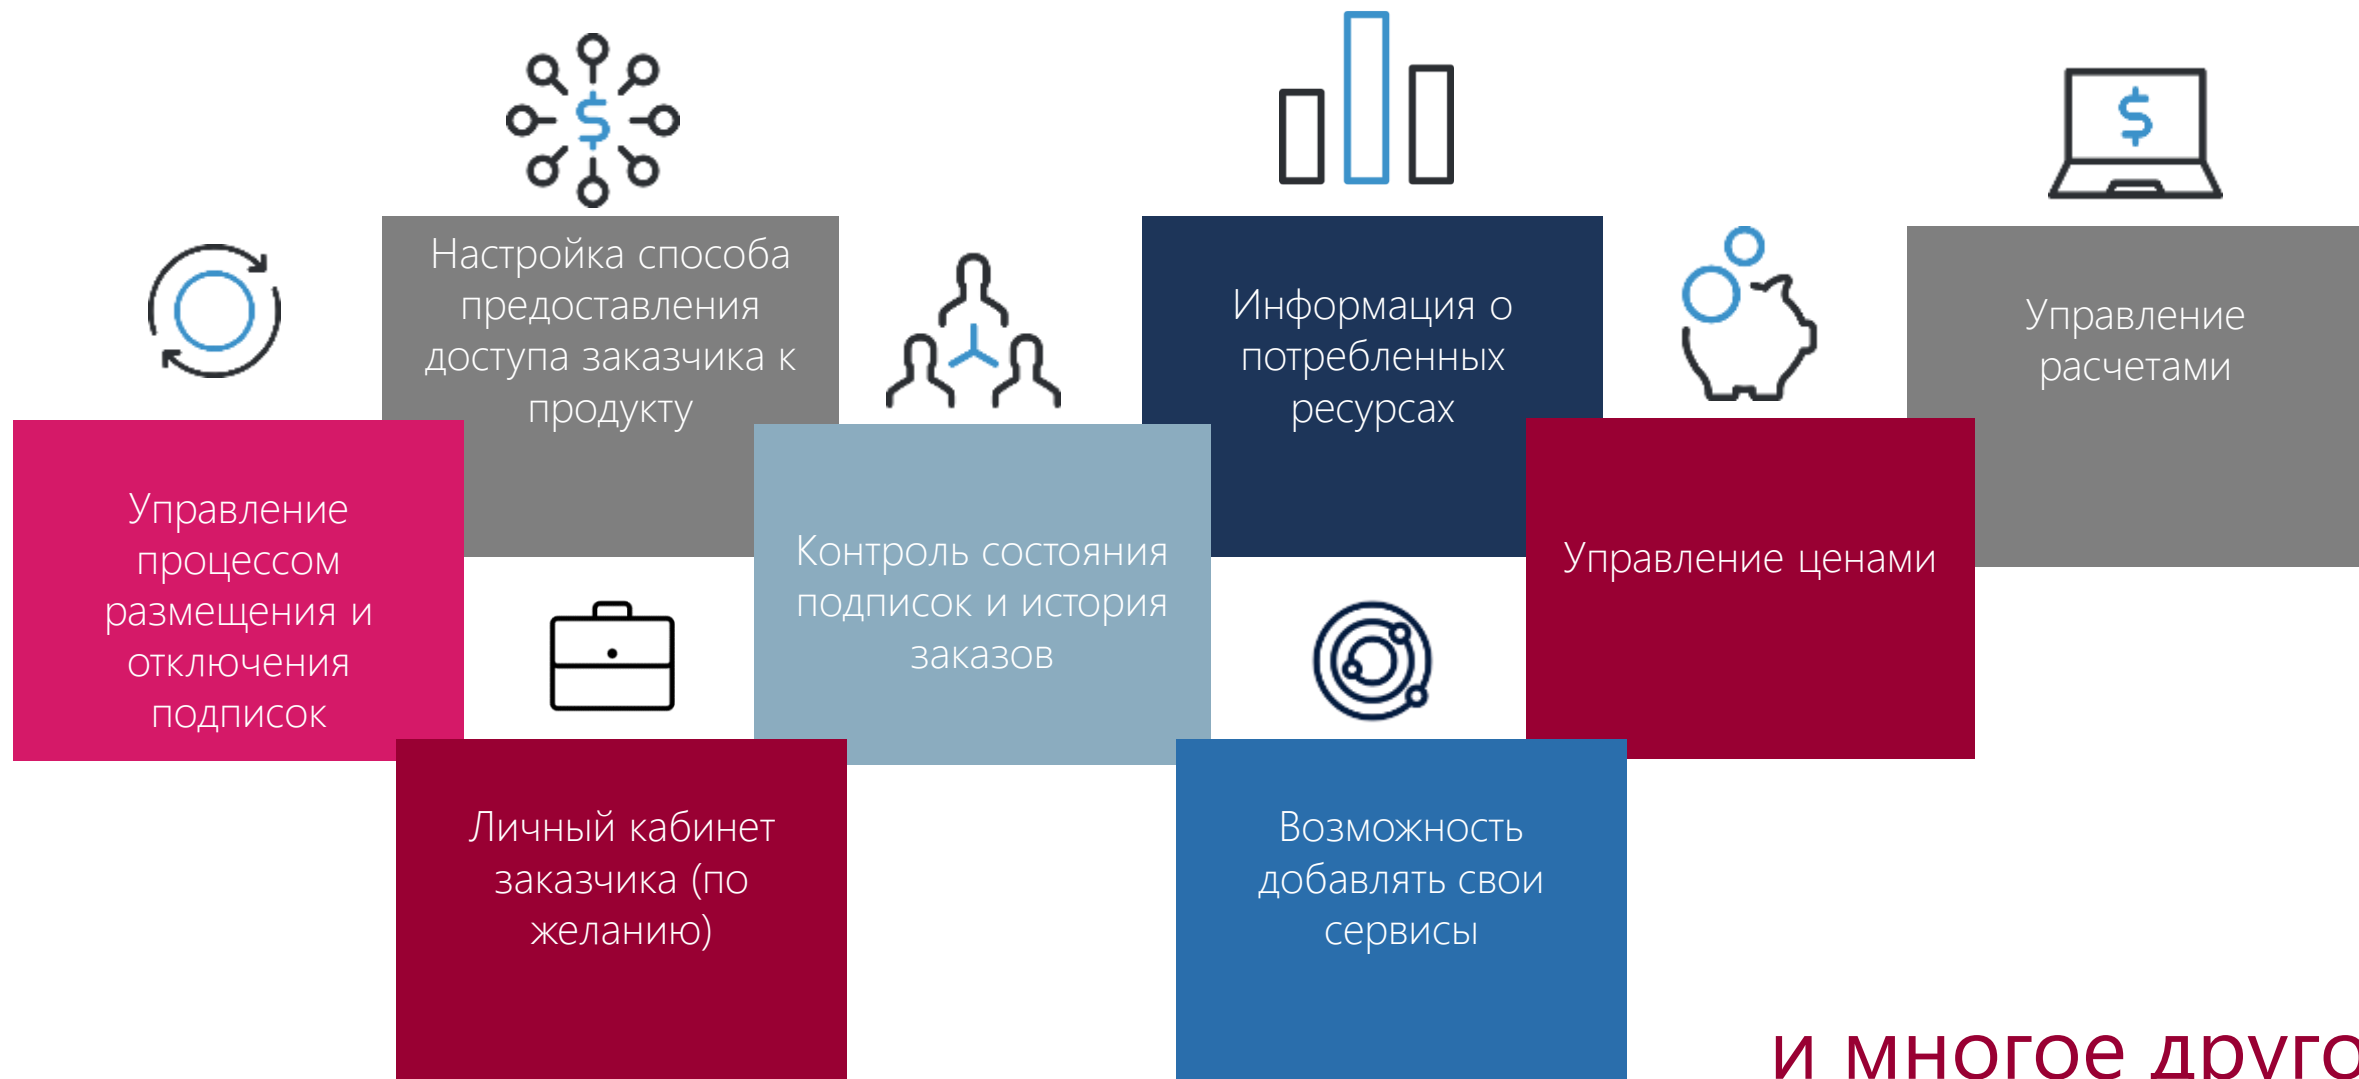 Настройка способа
предоставления
доступа заказчика к
продукту
Информация о
потребленных
ресурсах
Управление
расчетами
Управление
процессом
размещения и
отключения
подписок
Контроль состояния
подписок и история
заказов
Управление ценами
Личный кабинет
заказчика (по
желанию)
Возможность
добавлять свои
сервисы
и многое друго